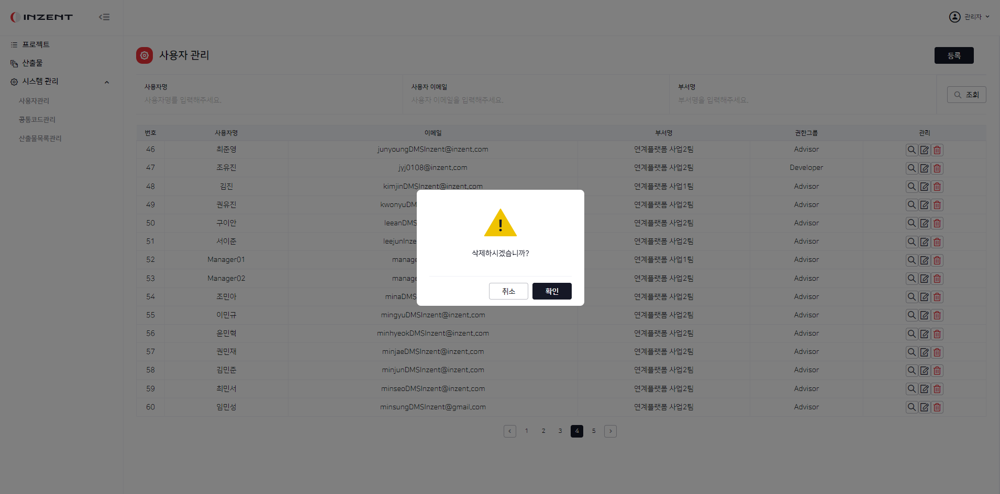 INZENT
관리자
프로젝트
산출물
시스템 관리
사용자관리
공통코드관리
산출물목록관리
사용자 관리
등록
사용자명 사용자 이메일 부서명
사용자명을 입력해주세요. 사용자 이메일을 입력해주세요. 부서명을 입력해주세요. 조회
번호 사용자명 이메일 부서명 권한그룹 관리
46 최준영 junyoungDMSInzent@inzent.com 연계플랫폼 사업2팀 Advisor
47 조유진 jyj0108@inzent.com 연계플랫폼 사업2팀 Developer
48 김진 kimjinDMSInzent@inzent.com 연계플랫폼 사업1팀 Advisor
49 권유진 kwonyuDM 연계플랫폼 사업2팀 Advisor
50 구이안 leeanDMS 연계플랫폼 사업2팀 Advisor
51 서이준 leejunInze 연계플랫폼 사업2팀 Advisor
52 Manager01 manage 연계플랫폼 사업1팀 Advisor
53 Manager02 manage 연계플랫폼 사업2팀 Advisor
54 조민아 minaDMS 연계플랫폼 사업2팀 Advisor
55 이민규 mingyuDMSInzent@inzent.com 연계플랫폼 사업2팀 Advisor
56 윤민혁 minhyeokDMSInzent@inzent.com 연계플랫폼 사업2팀 Advisor
57 권민재 minjaeDMSInzent@inzent.com 연계플랫폼 사업2팀 Advisor
58 김민준 minjunDMSInzent@inzent.com 연계플랫폼 사업2팀 Advisor
59 최민서 minseoDMSInzent@inzent.com 연계플랫폼 사업2팀 Advisor
60 임민성 minsungDMSInzent@gmail.com 연계플랫폼 사업2팀 Advisor
1 2 3 4 5
삭제하시겠습니까?
취소 확인